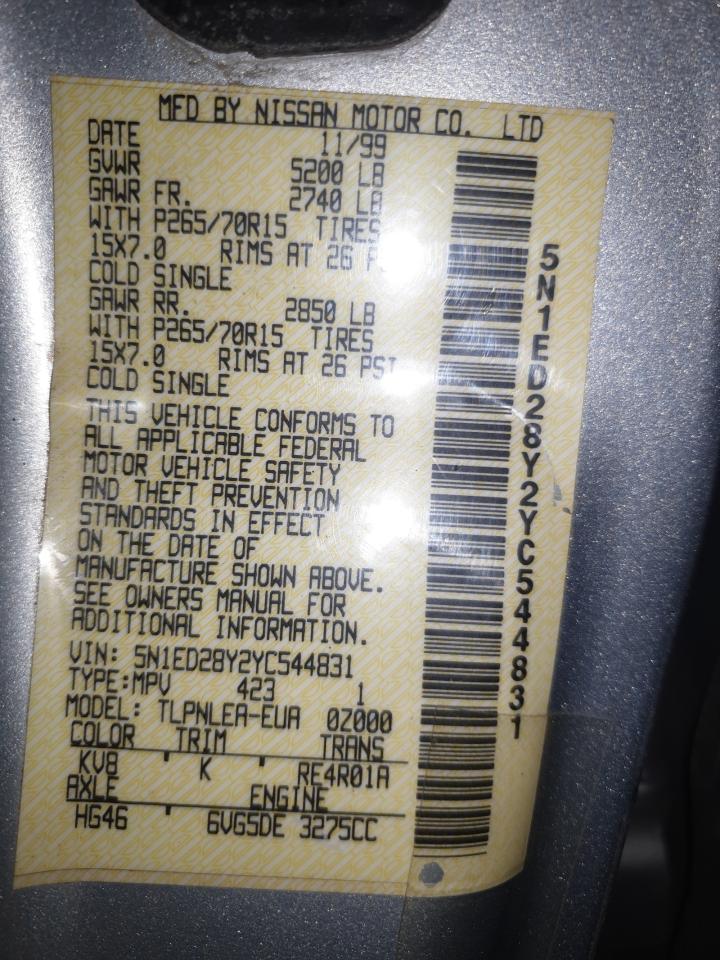 MFD BY NISSAN MOTOR CO. LTD
DATE 11/99
GVWR 5200 LB
GAWR FR. 2740 LB
WITH P265/70R15 TIRES
15X7.0 RIMS AT 26
COLD SINGLE
GAWR RR. 2850 LB
WITH P265/70R15 TIRES
15X7.0 RIMS AT 26 PSI
COLD SINGLE
THIS VEHICLE CONFORMS TO
ALL APPLICABLE FEDERAL
MOTOR VEHICLE SAFETY
AND THEFT PREVENTION
STANDARDS IN EFFECT
ON THE DATE OF
MANUFACTURE SHOWN ABOVE.
SEE OWNERS MANUAL FOR
ADDITIONAL INFORMATION.
VIN: 5N1ED28Y2YC544831
TYPE:MPV 423 1
MODEL: TLPNLEA-EUA 0Z000
COLOR TRIM TRANS
KV8 K RE4R01A
AXLE ENGINE
HG46 6VG5DE 3275CC
5N1ED28Y2YC544831